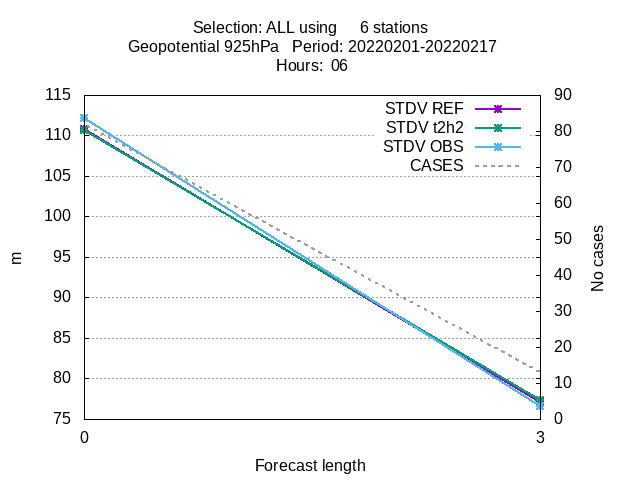 Selection: ALL using 6 stations
Geopotential 925hPa Period: 20220201-20220217
Hours: 06
115
110
105
100
95
90
85
80
75
90
80
70
60
50
40
30
20
10
0
STDV REF
STDV t2h2
STDV OBS
CASES
m
No cases
0
3
Forecast length